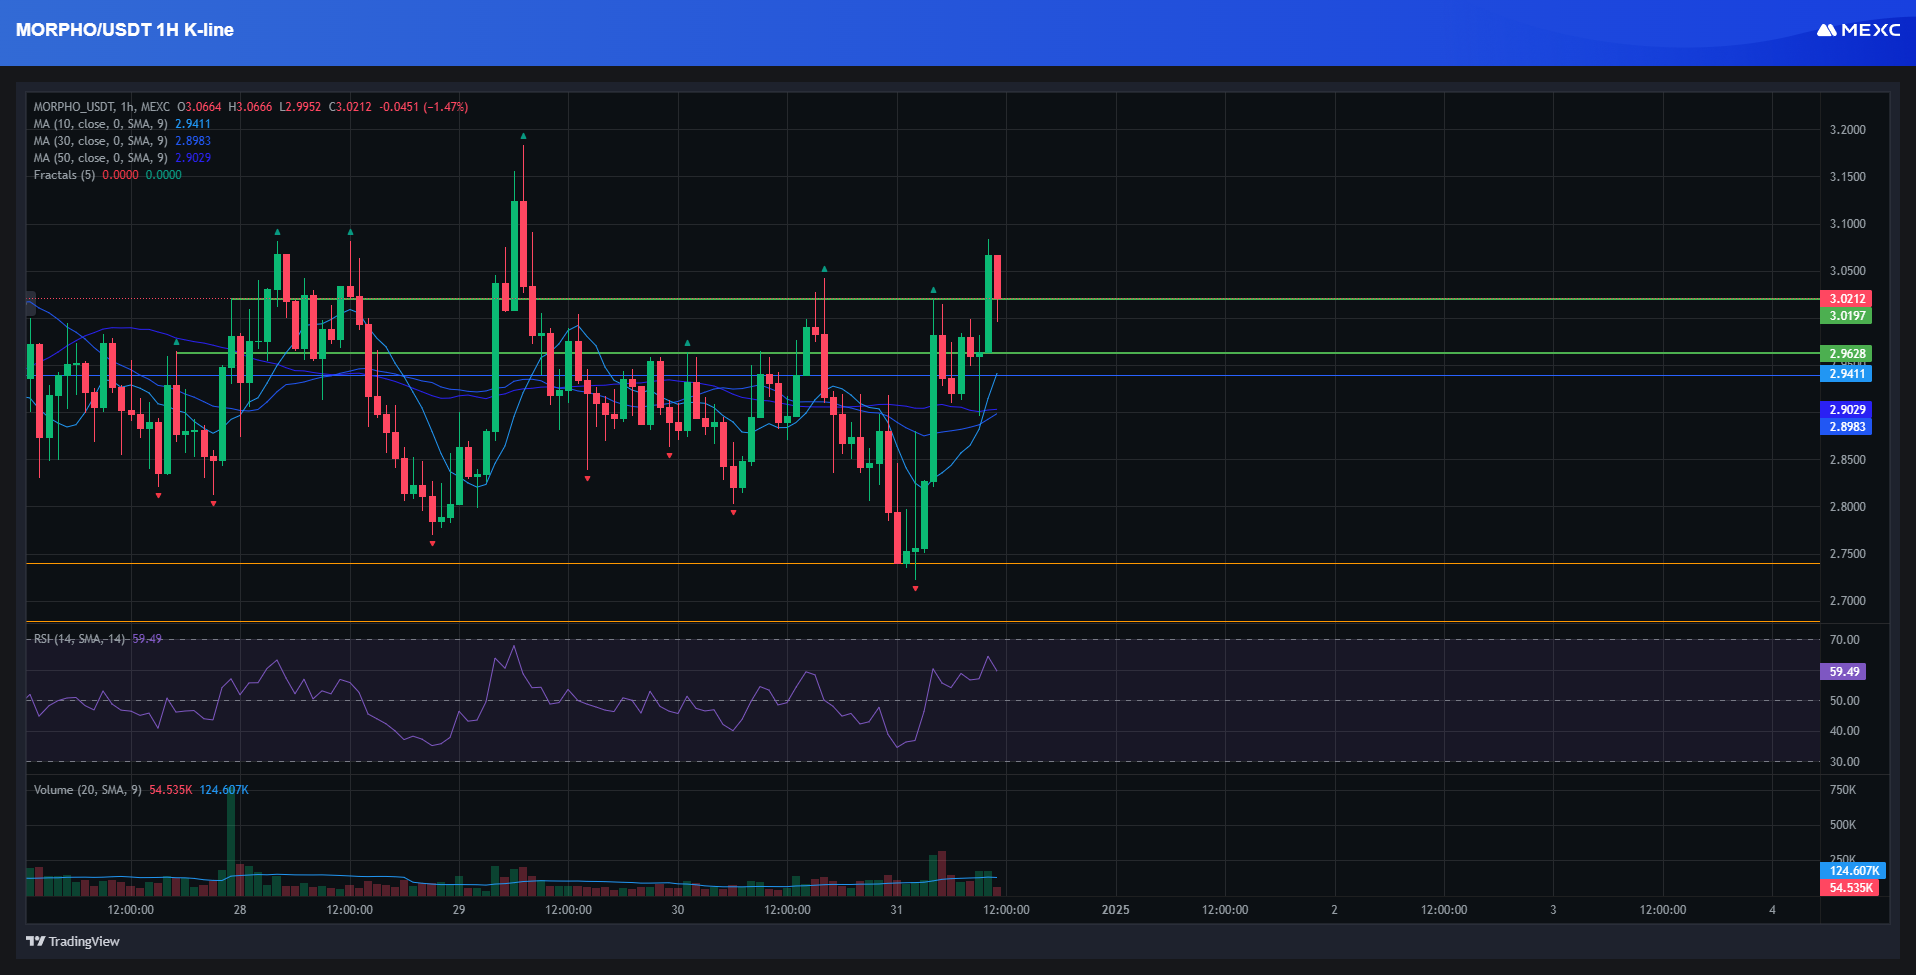 MORPHO/USDT 1H K-line
MEXC
MORPHO_USDT, 1h, MEXC O3.0664 H3.0666 L2.9952 C3.0212 -0.0451 (−1.47%)
MA (10, close, 0, SMA, 9) 2.9411
MA (30, close, 0, SMA, 9) 2.8983
MA (50, close, 0, SMA, 9) 2.9029
Fractals (5) 0.0000 0.0000
3.2000
3.1500
3.1000
3.0500
3.0212
3.0197
2.9628
2.9411
2.9029
2.8983
2.8500
2.8000
2.7500
2.7000
RSI (14, SMA, 14) 59.49
70.00
59.49
50.00
40.00
30.00
Volume (20, SMA, 9) 54.535K 124.607K
750K
500K
250K
124.607K
54.535K
12:00:00 28 12:00:00 29 12:00:00 30 12:00:00 31 12:00:00 2025 12:00:00 2 12:00:00 3 12:00:00 4
TradingView